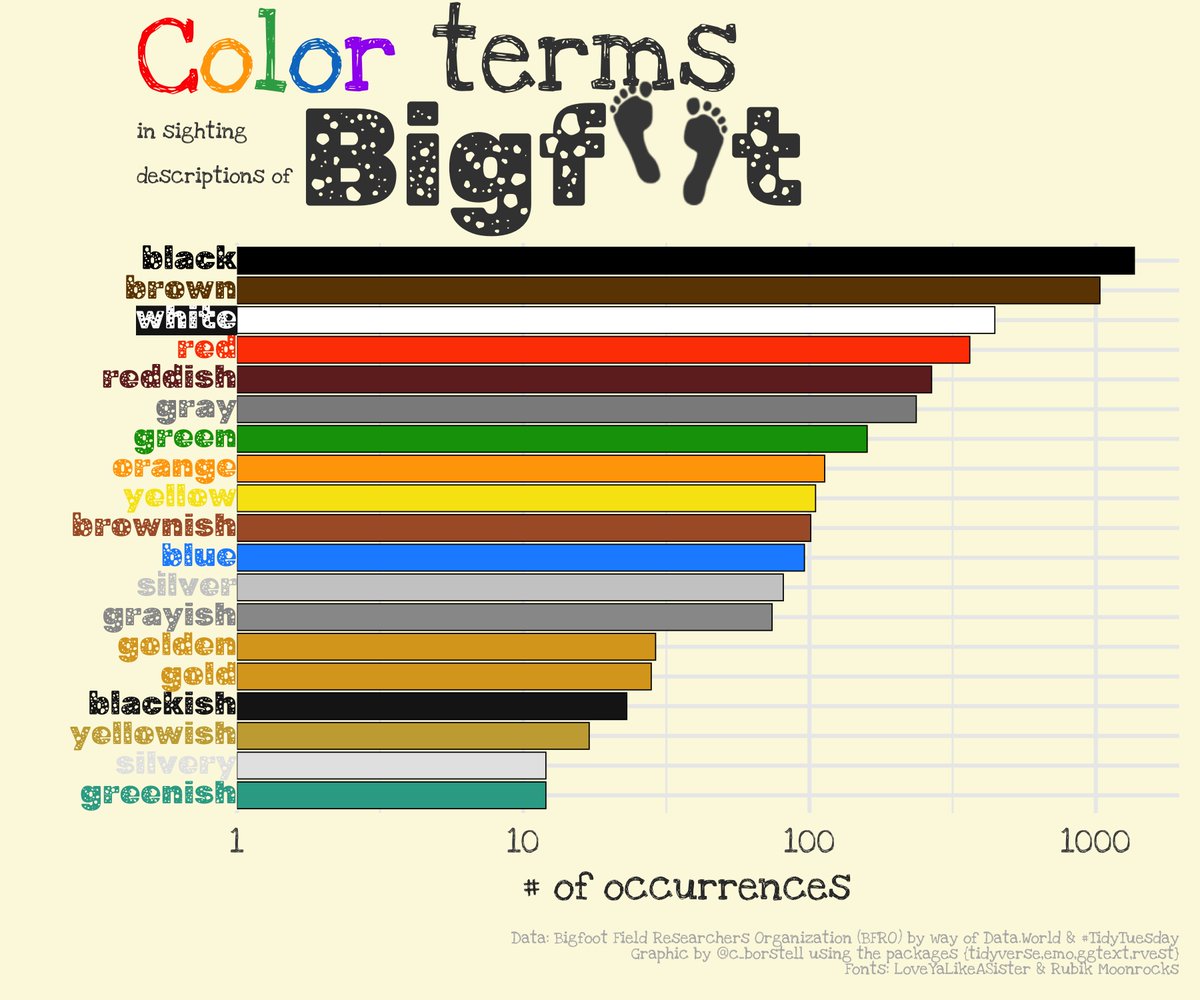 Color terms
in sighting
descriptions of Bigfoot
black
brown
white
red
reddish
gray
green
orange
yellow
brownish
blue
silver
grayish
golden
gold
blackish
yellowish
silvery
greenish
1 10 100 1000
# of occurrences
Data: Bigfoot Field Researchers Organization (BFRO) by way of Data.World & #TidyTuesday
Graphic by @c_borstell using the packages {tidyverse,emo,ggtext,rvest}
Fonts: LoveYaLikeASister & Rubik Moonrocks